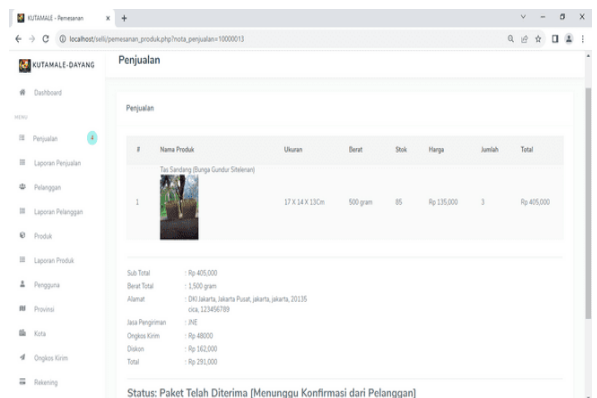 KUTAMALE - Pemesanan
localhost/selli/pemesanan_produk.php?nota_penjualan=10000013
KUTAMALE-DAYANG
Dashboard
MENU
Penjualan 4
Laporan Penjualan
Pelanggan
Laporan Pelanggan
Produk
Laporan Produk
Pengguna
Provinsi
Kota
Ongkos Kirim
Rekening
Penjualan
Penjualan
# Nama Produk Ukuran Berat Stok Harga Jumlah Total
Tas Sandang (Bunga Gundur Sitelenan)
1 17 X 14 X 13Cm 500 gram 85 Rp 135,000 3 Rp 405,000
Sub Total : Rp 405,000
Berat Total : 1,500 gram
Alamat : DKI Jakarta, Jakarta Pusat, jakarta, jakarta, 20135
cica, 123456789
Jasa Pengiriman : JNE
Ongkos Kirim : Rp 48000
Diskon : Rp 162,000
Total : Rp 291,000
Status: Paket Telah Diterima [Menunggu Konfirmasi dari Pelanggan]